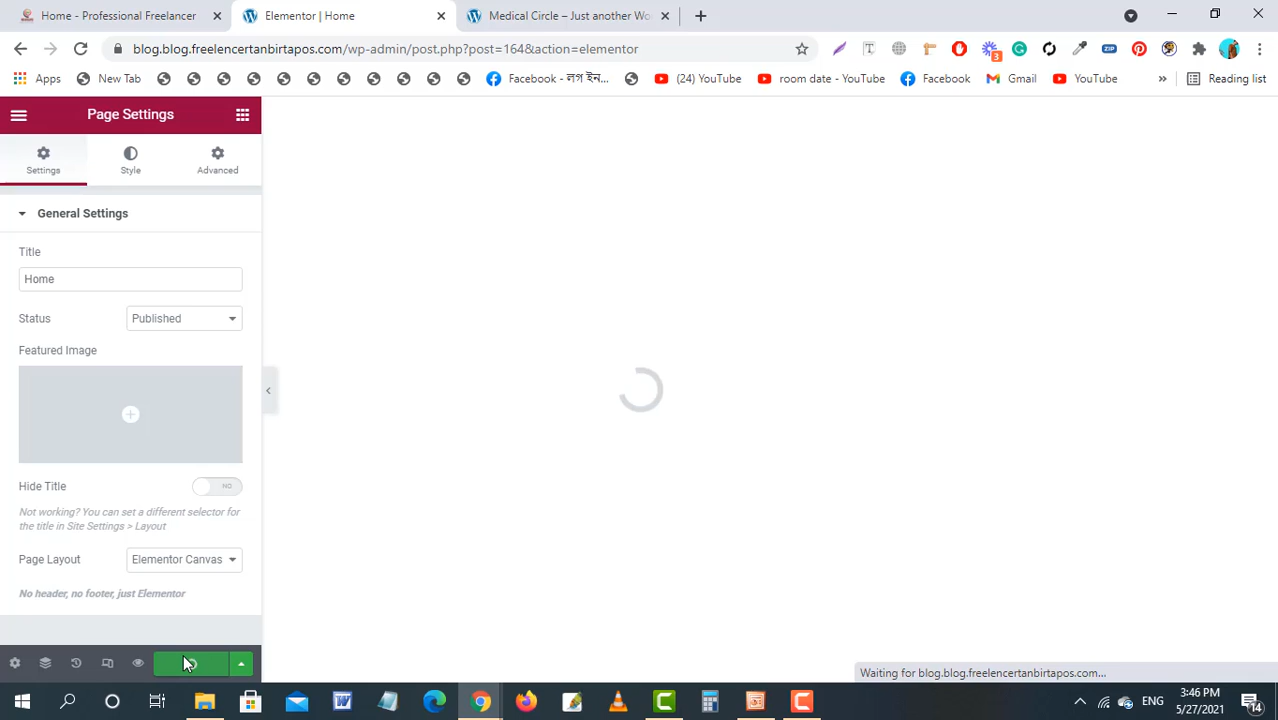 Home - Professional Freelancer
Elementor | Home
Medical Circle – Just another Wo
blog.blog.freelencertanbirtapos.com/wp-admin/post.php?post=164&action=elementor
3
ZIP
Apps
New Tab
Facebook - লগ ইন...
(24) YouTube
room date - YouTube
Facebook
Gmail
YouTube
»
Reading list
Page Settings
Settings
Style
Advanced
General Settings
Title
Home
Status
Published
Featured Image
Hide Title
NO
Not working? You can set a different selector for
the title in Site Settings > Layout
Page Layout
Elementor Canvas
No header, no footer, just Elementor
Waiting for blog.blog.freelencertanbirtapos.com...
ENG
3:46 PM
5/27/2021
14